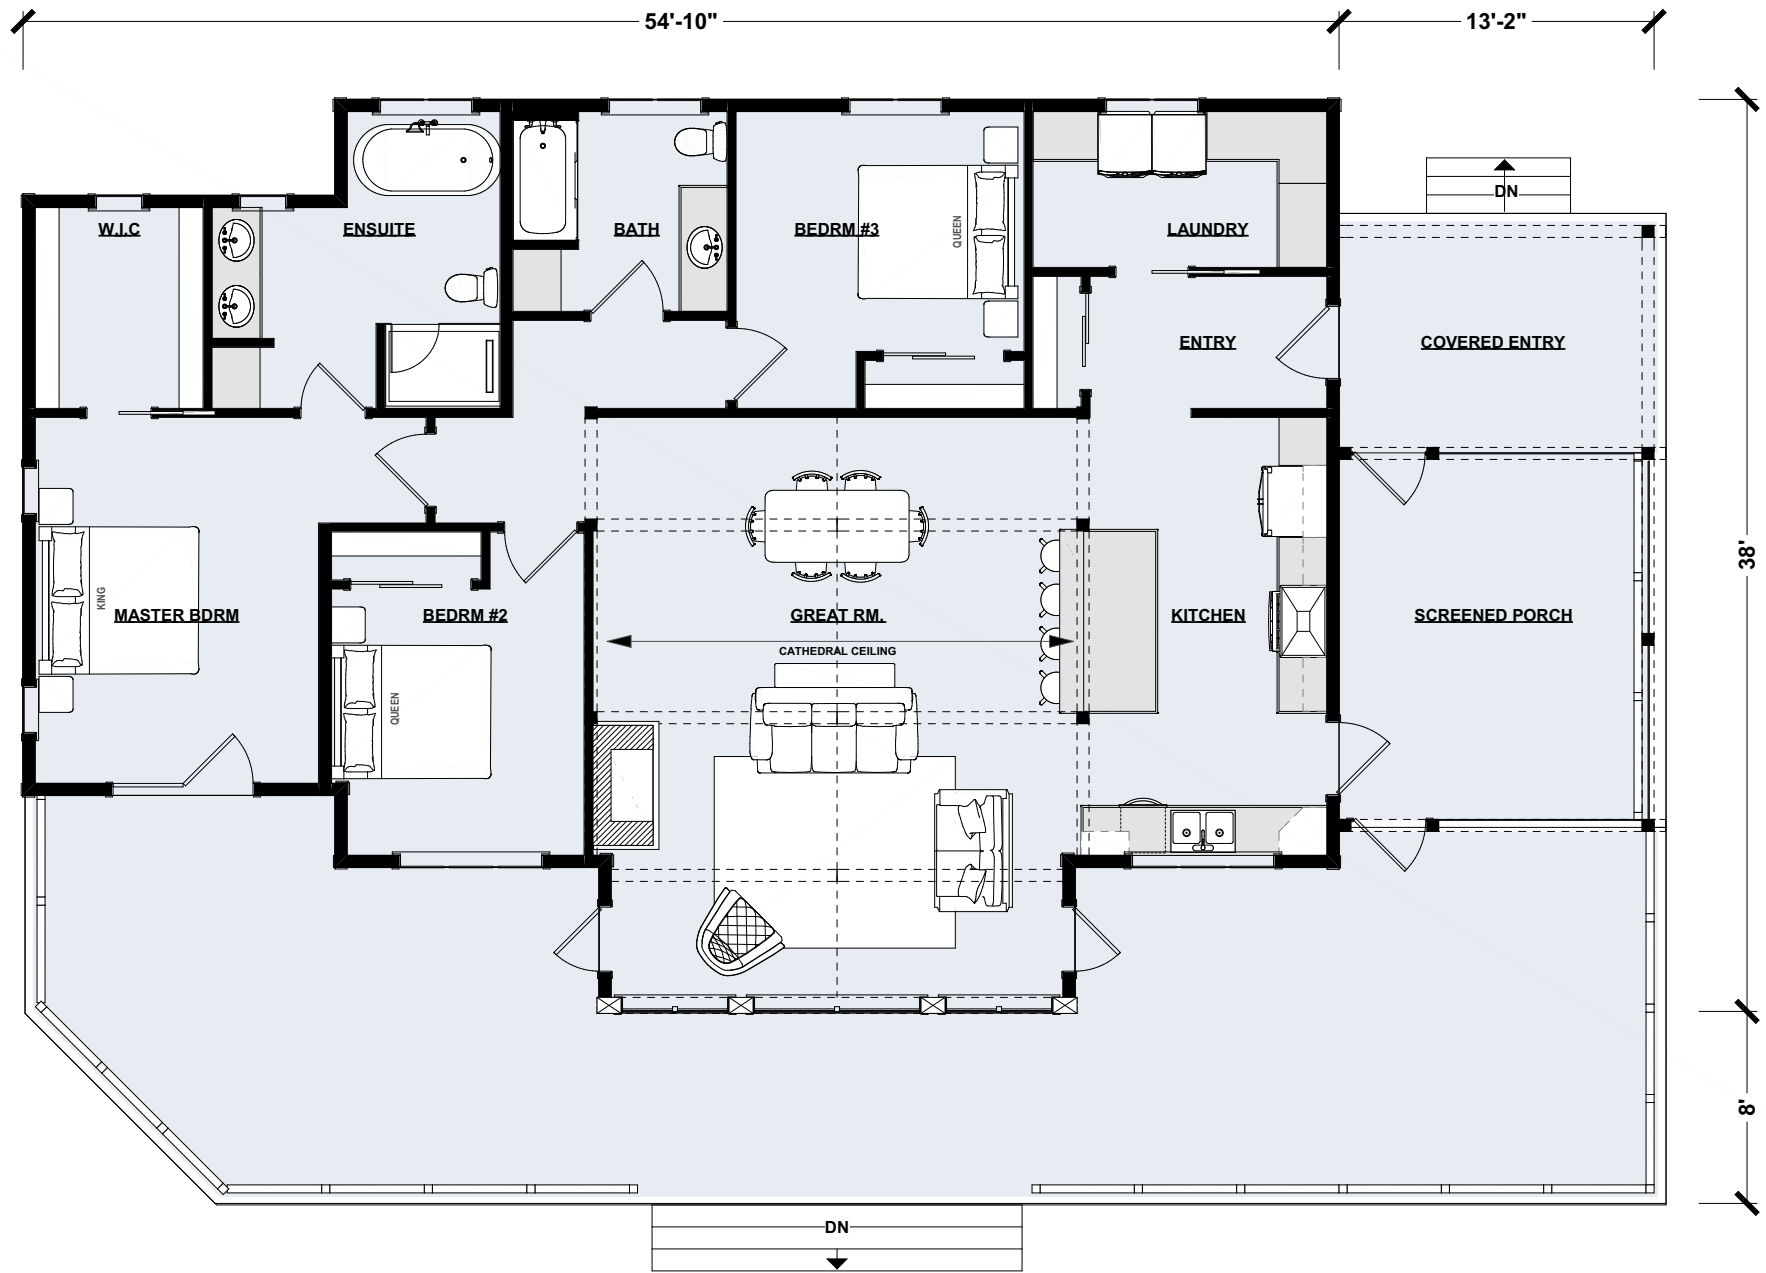 54'-10"
13'-2"
DN
W.I.C
ENSUITE
BATH
BEDRM #3
QUEEN
LAUNDRY
ENTRY
COVERED ENTRY
38'
KING
MASTER BDRM
BEDRM #2
QUEEN
GREAT RM.
CATHEDRAL CEILING
KITCHEN
SCREENED PORCH
8'
DN